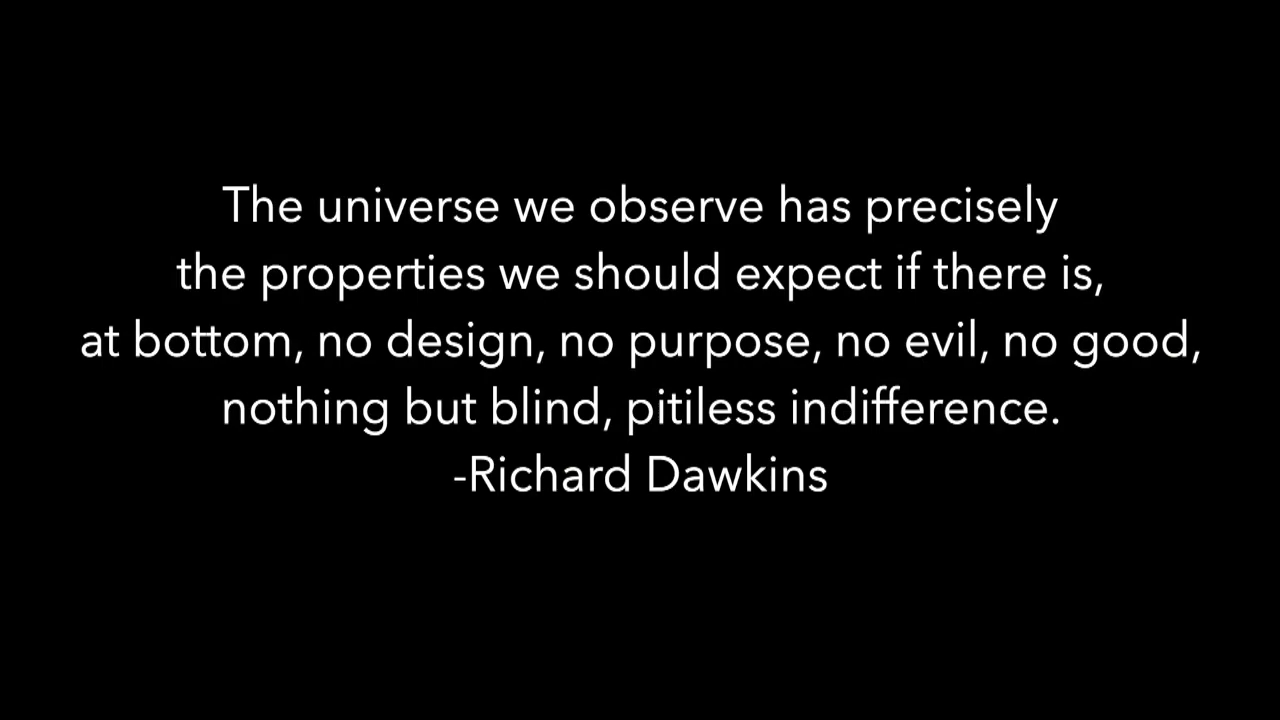 The universe we observe has precisely
the properties we should expect if there is,
at bottom, no design, no purpose, no evil, no good,
nothing but blind, pitiless indifference.
-Richard Dawkins